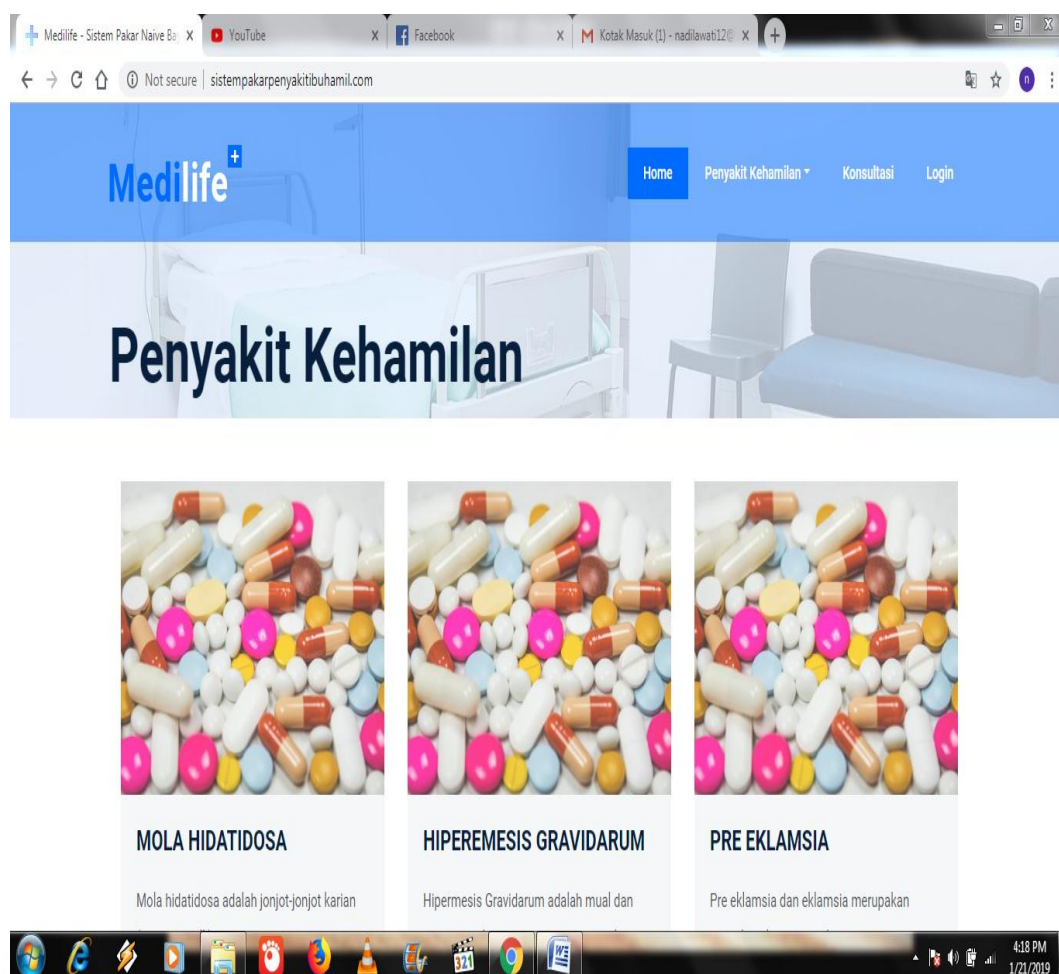 Medilife - Sistem Pakar Naive Ba
YouTube
Facebook
Kotak Masuk (1) - nadilawati12@
Not secure | sistempakarpenyakitibuhamil.com
n
Medilife+
Home
Penyakit Kehamilan
Konsultasi
Login
Penyakit Kehamilan
MOLA HIDATIDOSA
HIPEREMESIS GRAVIDARUM
PRE EKLAMSIA
Mola hidatidosa adalah jonjot-jonjot karian
Hipermesis Gravidarum adalah mual dan
Pre eklamsia dan eklamsia merupakan
321
4:18 PM
1/21/2019